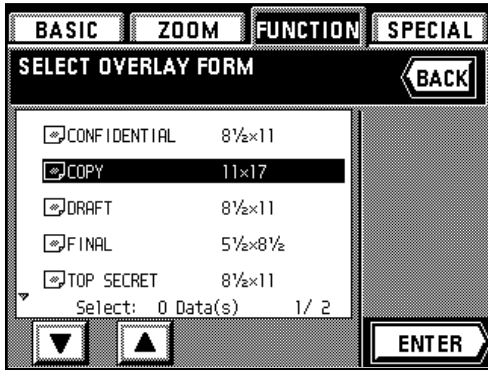 BASIC ZOOM FUNCTION SPECIAL
SELECT OVERLAY FORM
BACK
CONFIDENTIAL 8½×11
COPY 11×17
DRAFT 8½×11
FINAL 5½×8½
TOP SECRET 8½×11
Select: 0 Data(s) 1/ 2
ENTER